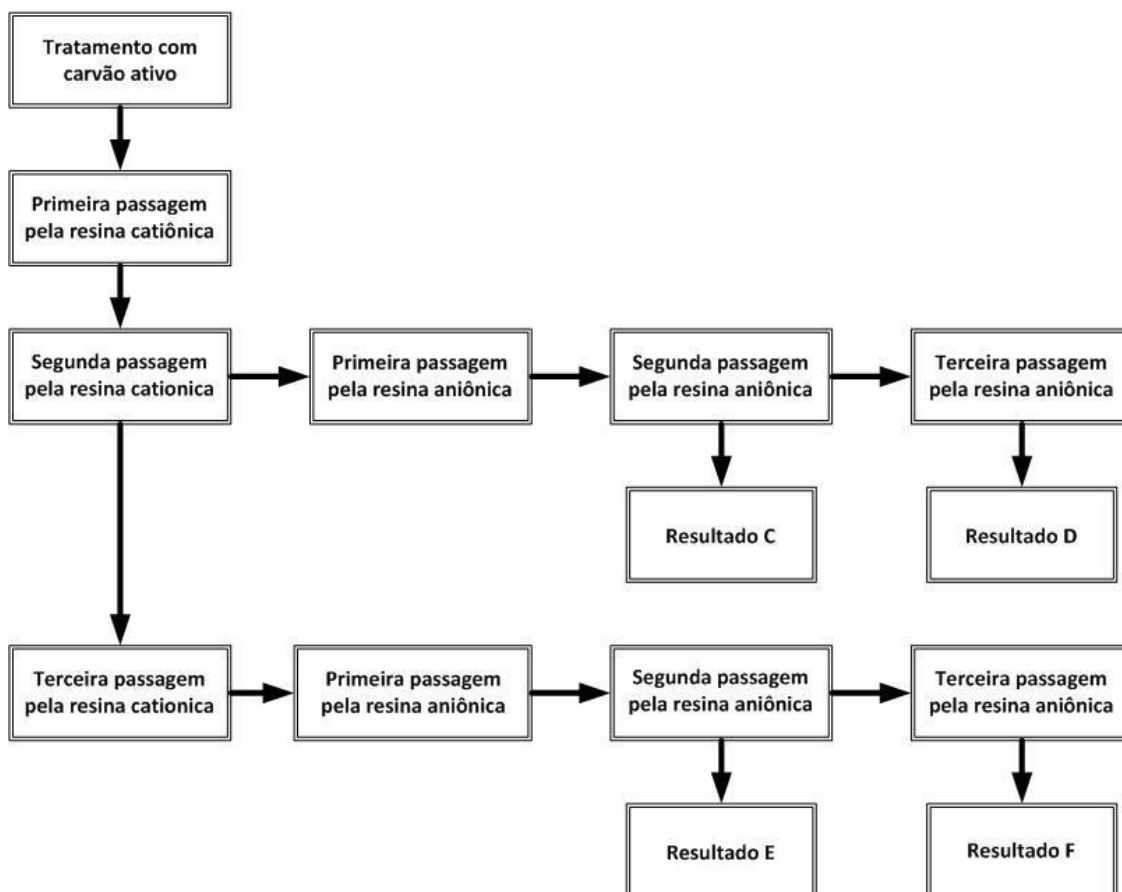 Tratamento com
carvão ativo
Primeira passagem
pela resina catiônica
Segunda passagem
pela resina cationica
Primeira passagem
pela resina aniônica
Segunda passagem
pela resina aniônica
Terceira passagem
pela resina aniônica
Resultado C
Resultado D
Terceira passagem
pela resina cationica
Primeira passagem
pela resina aniônica
Segunda passagem
pela resina aniônica
Terceira passagem
pela resina aniônica
Resultado E
Resultado F